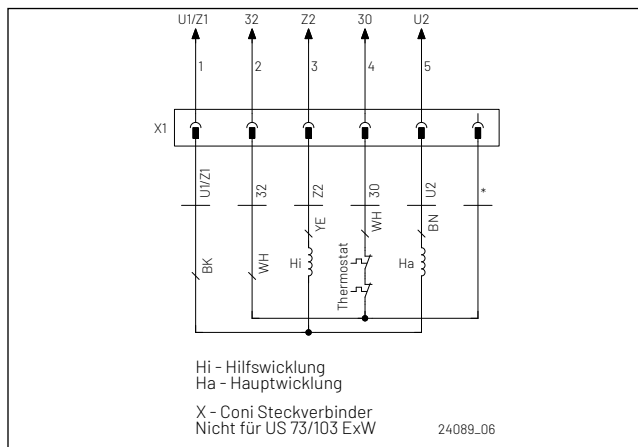 U1/Z1 32 Z2 30 U2
1 2 3 4 5
X1
U1/Z1 32 Z2 30 U2 *
BK WH YE WH BN
Hi Thermostat Ha
Hi - Hilfswicklung
Ha - Hauptwicklung
X - Coni Steckverbinder
Nicht für US 73/103 ExW 24089_06